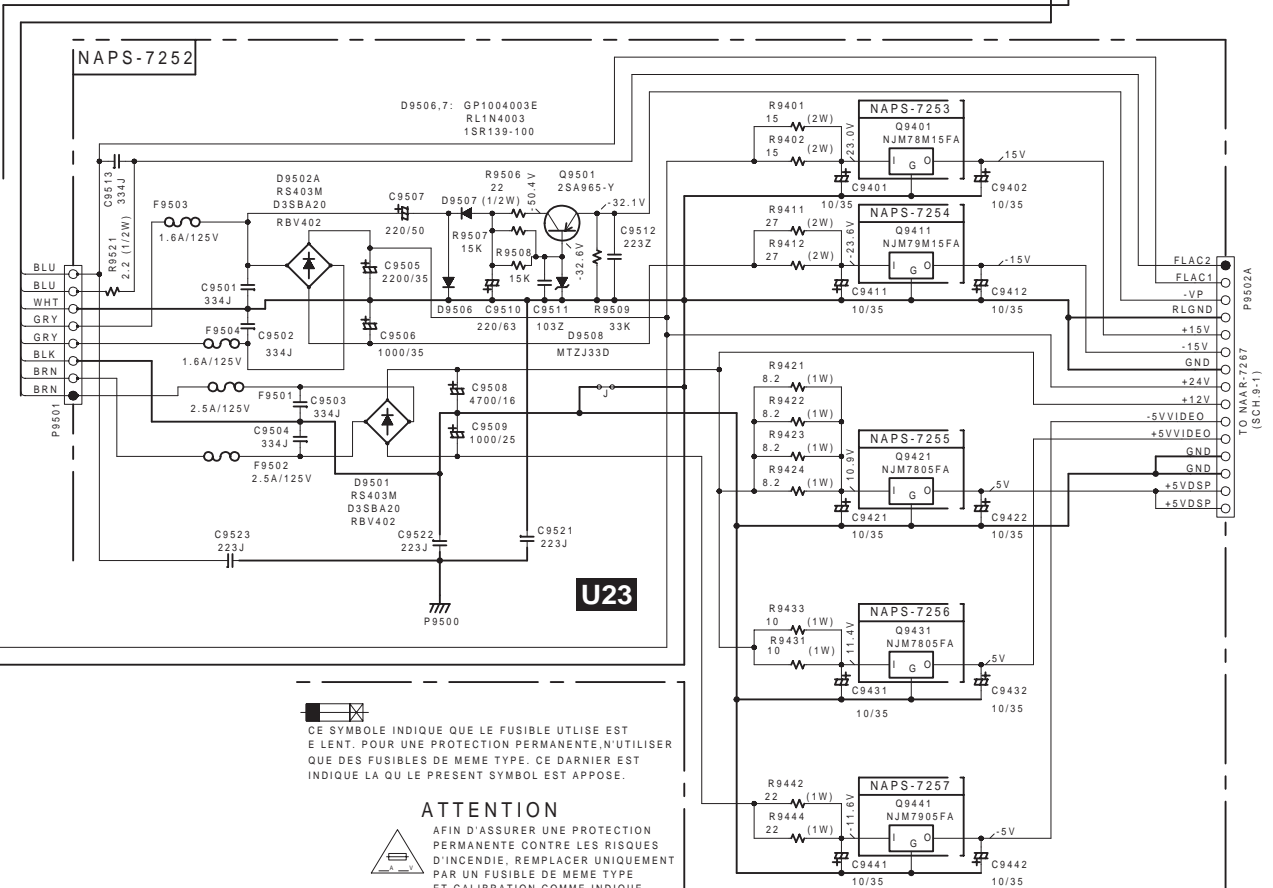 NAPS-7252
D9506,7: GP1004003E
RL1N4003
1SR139-100
C9513
334J
R9521
2.2 (1/2W)
F9503
1.6A/125V
D9502A
RS403M
D3SBA20
RBV402
C9507
220/50
D9507
R9506
22
(1/2W)
-50.4V
Q9501
2SA965-Y
-32.1V
C9512
223Z
R9507
15K
R9508
15K
-32.6V
C9505
2200/35
C9501
334J
D9506
C9510
220/63
C9511
103Z
R9509
33K
D9508
MTZJ33D
F9504
1.6A/125V
C9502
334J
C9506
1000/35
BLU
BLU
WHT
GRY
GRY
BLK
BRN
BRN
P9501
F9501
2.5A/125V
C9503
334J
C9504
334J
F9502
2.5A/125V
D9501
RS403M
D3SBA20
RBV402
C9508
4700/16
C9509
1000/25
J
C9523
223J
C9522
223J
C9521
223J
P9500
U23
R9401
15 (2W)
R9402
15 (2W)
23.0V
NAPS-7253
Q9401
NJM78M15FA
I G O
15V
C9401
10/35
C9402
10/35
R9411
27 (2W)
R9412
27 (2W)
-23.6V
NAPS-7254
Q9411
NJM79M15FA
I G O
-15V
C9411
10/35
C9412
10/35
R9421
8.2 (1W)
R9422
8.2 (1W)
R9423
8.2 (1W)
R9424
8.2 (1W)
10.9V
NAPS-7255
Q9421
NJM7805FA
I G O
5V
C9421
10/35
C9422
10/35
R9433
10 (1W)
R9431
10 (1W)
11.4V
NAPS-7256
Q9431
NJM7805FA
I G O
5V
C9431
10/35
C9432
10/35
R9442
22 (1W)
R9444
22 (1W)
-11.6V
NAPS-7257
Q9441
NJM7905FA
I G O
-5V
C9441
10/35
C9442
10/35
FLAC2
FLAC1
-VP
RLGND
+15V
-15V
GND
+24V
+12V
-5VVIDEO
+5VVIDEO
GND
GND
+5VDSP
+5VDSP
P9502A
TO NAAR-7267
(SCH.9-1)
CE SYMBOLE INDIQUE QUE LE FUSIBLE UTLISE EST
E LENT. POUR UNE PROTECTION PERMANENTE,N'UTILISER
QUE DES FUSIBLES DE MEME TYPE. CE DARNIER EST
INDIQUE LA QU LE PRESENT SYMBOL EST APPOSE.
ATTENTION
A V
AFIN D'ASSURER UNE PROTECTION
PERMANENTE CONTRE LES RISQUES
D'INCENDIE, REMPLACER UNIQUEMENT
PAR UN FUSIBLE DE MEME TYPE
ET CALIBRATION COMME INDIQUE